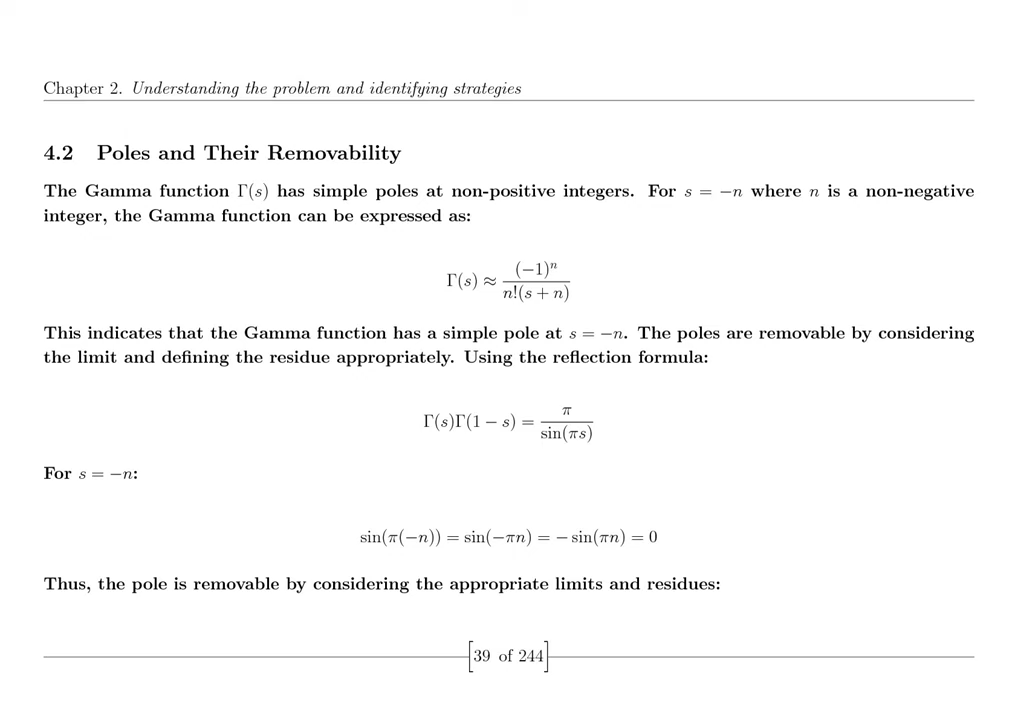 Chapter 2. Understanding the problem and identifying strategies
4.2 Poles and Their Removability
The Gamma function Γ(s) has simple poles at non-positive integers. For s = −n where n is a non-negative
integer, the Gamma function can be expressed as:
Γ(s) ≈ (−1)ⁿ / n!(s + n)
This indicates that the Gamma function has a simple pole at s = −n. The poles are removable by considering
the limit and defining the residue appropriately. Using the reflection formula:
Γ(s)Γ(1 − s) = π / sin(πs)
For s = −n:
sin(π(−n)) = sin(−πn) = − sin(πn) = 0
Thus, the pole is removable by considering the appropriate limits and residues:
[39 of 244]